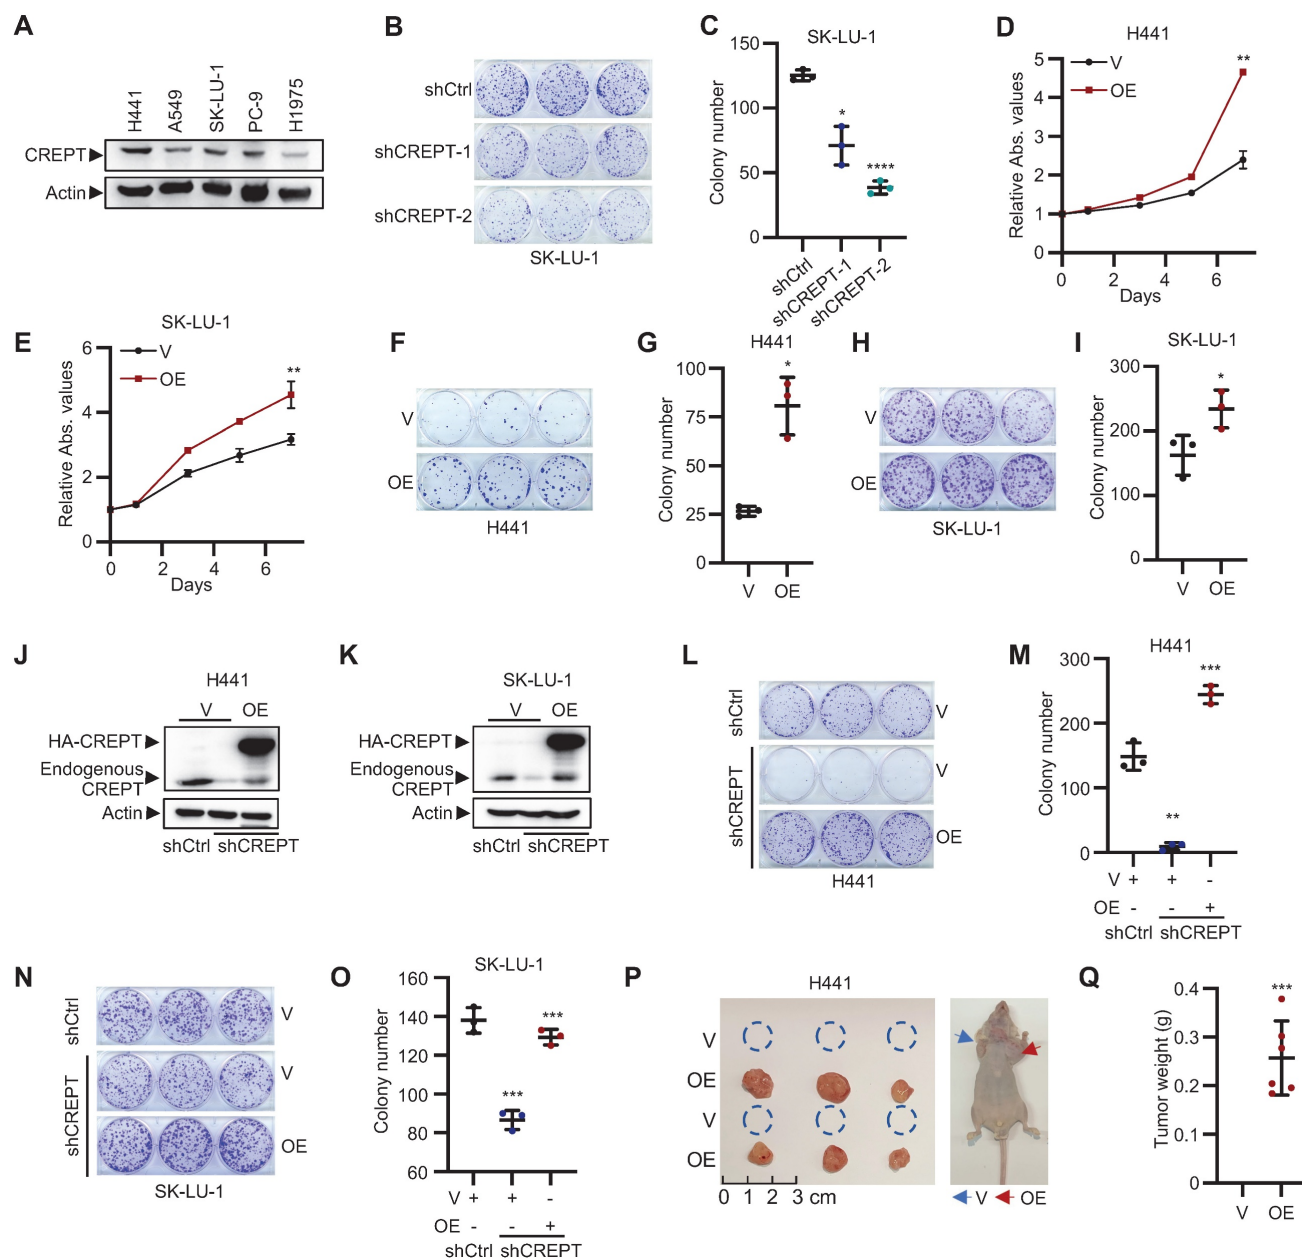 A
H441
A549
SK-LU-1
PC-9
H1975
CREPT
Actin
B
shCtrl
shCREPT-1
shCREPT-2
SK-LU-1
C
SK-LU-1
Colony number
150
100
50
0
*
****
shCtrl
shCREPT-1
shCREPT-2
D
H441
V
OE
**
Relative Abs. values
5
4
3
2
1
0
0 2 4 6
Days
E
SK-LU-1
V
OE
**
Relative Abs. values
6
4
2
0
0 2 4 6
Days
F
V
OE
H441
G
H441
Colony number
100
75
50
25
0
*
V OE
H
V
OE
SK-LU-1
I
SK-LU-1
Colony number
300
200
100
0
*
V OE
J
H441
V OE
HA-CREPT
Endogenous
CREPT
Actin
shCtrl shCREPT
K
SK-LU-1
V OE
HA-CREPT
Endogenous
CREPT
Actin
shCtrl shCREPT
L
shCtrl
shCREPT
V
V
OE
H441
M
H441
Colony number
300
200
100
0
**
***
V + + -
OE - - +
shCtrl shCREPT
N
shCtrl
shCREPT
V
V
OE
SK-LU-1
O
SK-LU-1
Colony number
160
140
120
100
80
60
***
***
V + + -
OE - - +
shCtrl shCREPT
P
H441
V
OE
V
OE
0 1 2 3 cm
V OE
Q
Tumor weight (g)
0.4
0.3
0.2
0.1
0
***
V OE